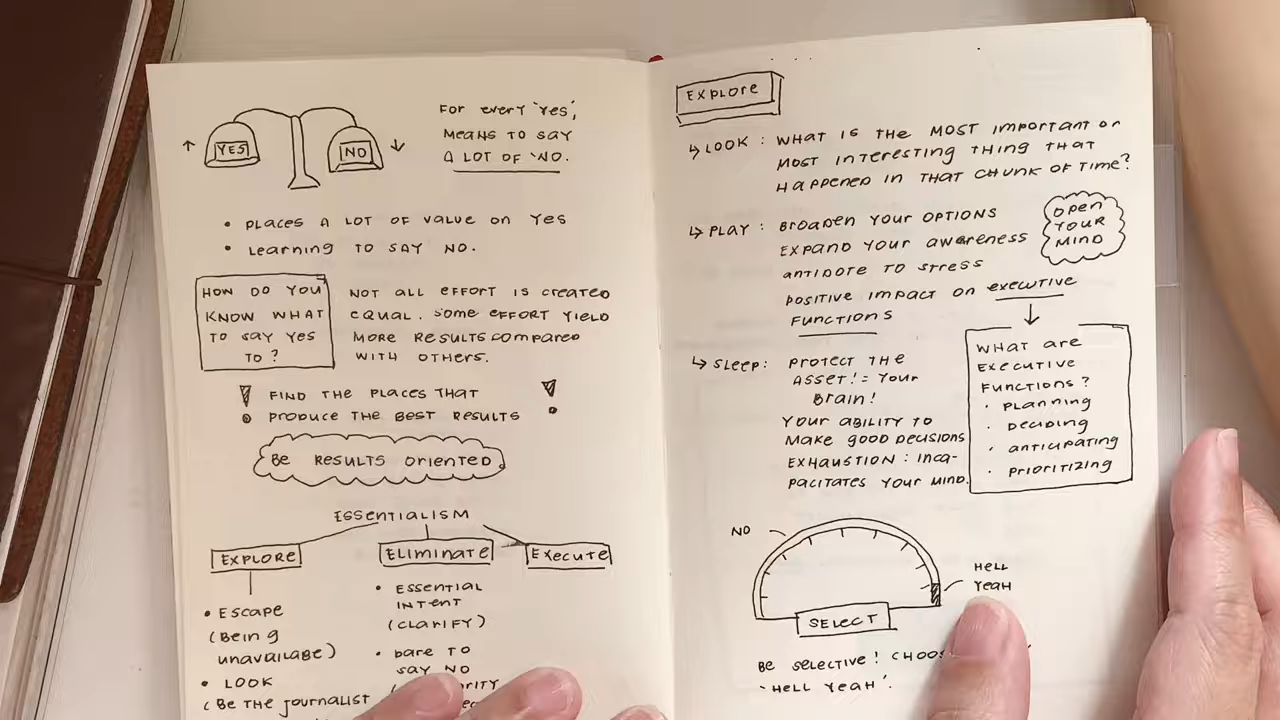 YES
NO
FOR EVERY 'YES',
MEANS TO SAY
A LOT OF 'NO.
• PLACES A LOT OF VALUE ON YES
• LEARNING TO SAY NO.
HOW DO YOU
KNOW WHAT
TO SAY YES
TO ?
NOT ALL EFFORT IS CREATED
EQUAL. SOME EFFORT YIELD
MORE RESULTS COMPARED
WITH OTHERS.
FIND THE PLACES THAT
PRODUCE THE BEST RESULTS
BE RESULTS ORIENTED
ESSENTIALISM
EXPLORE
ELIMINATE
EXECUTE
• ESCAPE
(BEING
UNAVAILABE)
• LOOK
(BE THE JOURNALIST
• ESSENTIAL
INTENT
(CLARIFY)
• DARE TO
SAY NO
EXPLORE
↳ LOOK : WHAT IS THE MOST IMPORTANT OR
MOST INTERESTING THING THAT
HAPPENED IN THAT CHUNK OF TIME?
↳ PLAY : BROADEN YOUR OPTIONS
EXPAND YOUR AWARENESS
ANTIDOTE TO STRESS
POSITIVE IMPACT ON EXECUTIVE
FUNCTIONS
OPEN
YOUR
MIND
↳ SLEEP: PROTECT THE
ASSET! = YOUR
BRAIN!
YOUR ABILITY TO
MAKE GOOD DECISIONS
EXHAUSTION : INCA-
PACITATES YOUR MIND.
WHAT ARE
EXECUTIVE
FUNCTIONS?
• PLANNING
• DECIDING
• ANTICIPATING
• PRIORITIZING
NO
HELL
YEAH
SELECT
BE SELECTIVE!
'HELL YEAH'.